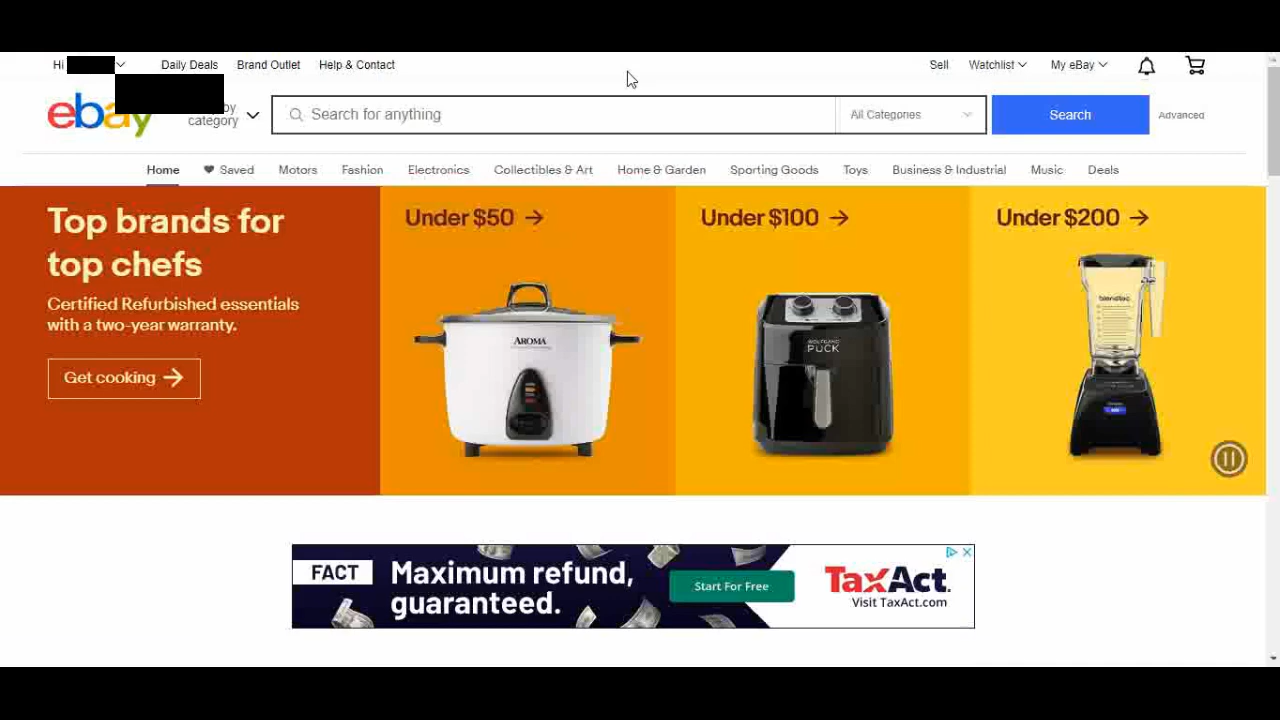 Hi
Daily Deals
Brand Outlet
Help & Contact
Sell
Watchlist
My eBay
ebay
by
category
Search for anything
All Categories
Search
Advanced
Home
Saved
Motors
Fashion
Electronics
Collectibles & Art
Home & Garden
Sporting Goods
Toys
Business & Industrial
Music
Deals
Top brands for
top chefs
Certified Refurbished essentials
with a two-year warranty.
Get cooking
Under $50
AROMA
Under $100
PUCK
Under $200
blendtec
FACT
Maximum refund,
guaranteed.
Start For Free
TaxAct.
Visit TaxAct.com